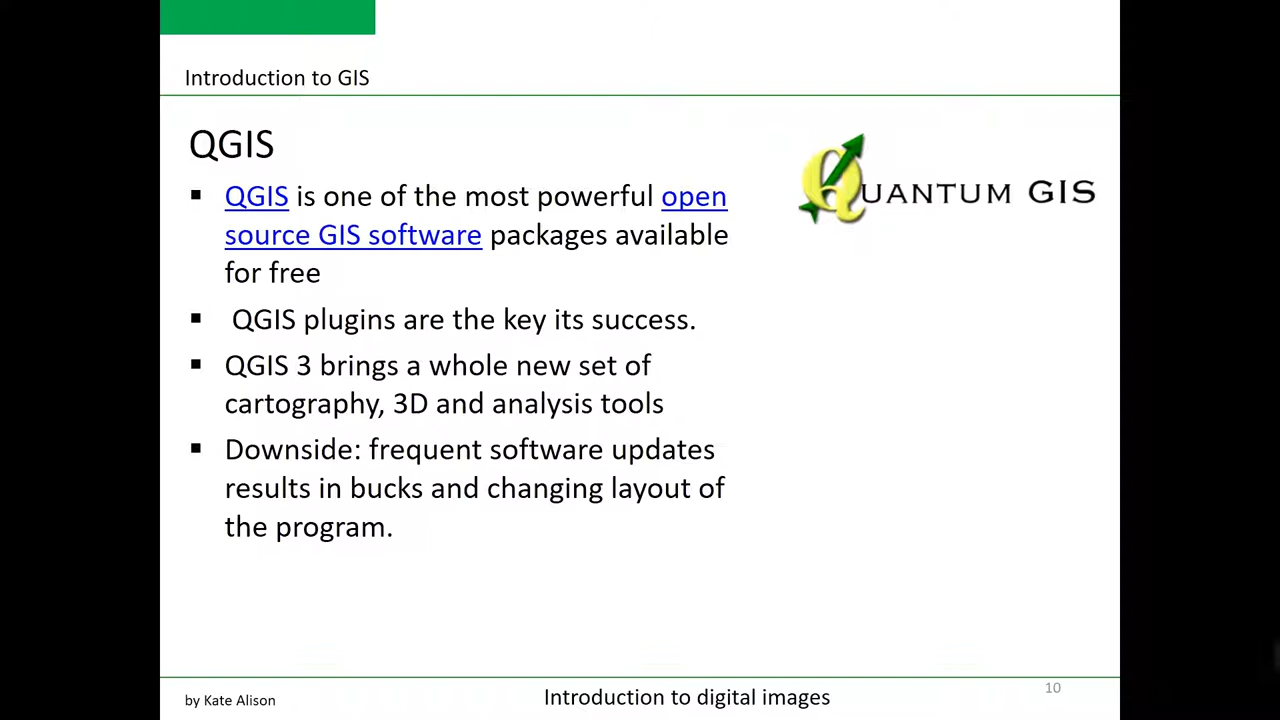 Introduction to GIS
QGIS
QUANTUM GIS
▪ QGIS is one of the most powerful open
source GIS software packages available
for free
▪ QGIS plugins are the key its success.
▪ QGIS 3 brings a whole new set of
cartography, 3D and analysis tools
▪ Downside: frequent software updates
results in bucks and changing layout of
the program.
by Kate Alison
Introduction to digital images
10